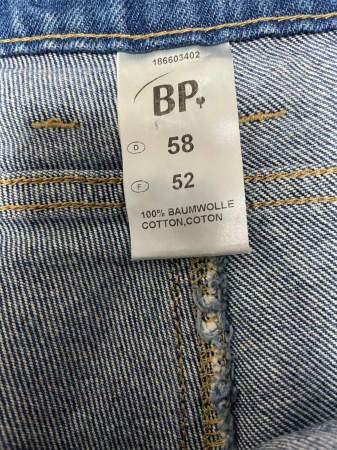 186603402
BP
D 58
F 52
100% BAUMWOLLE
COTTON,COTON